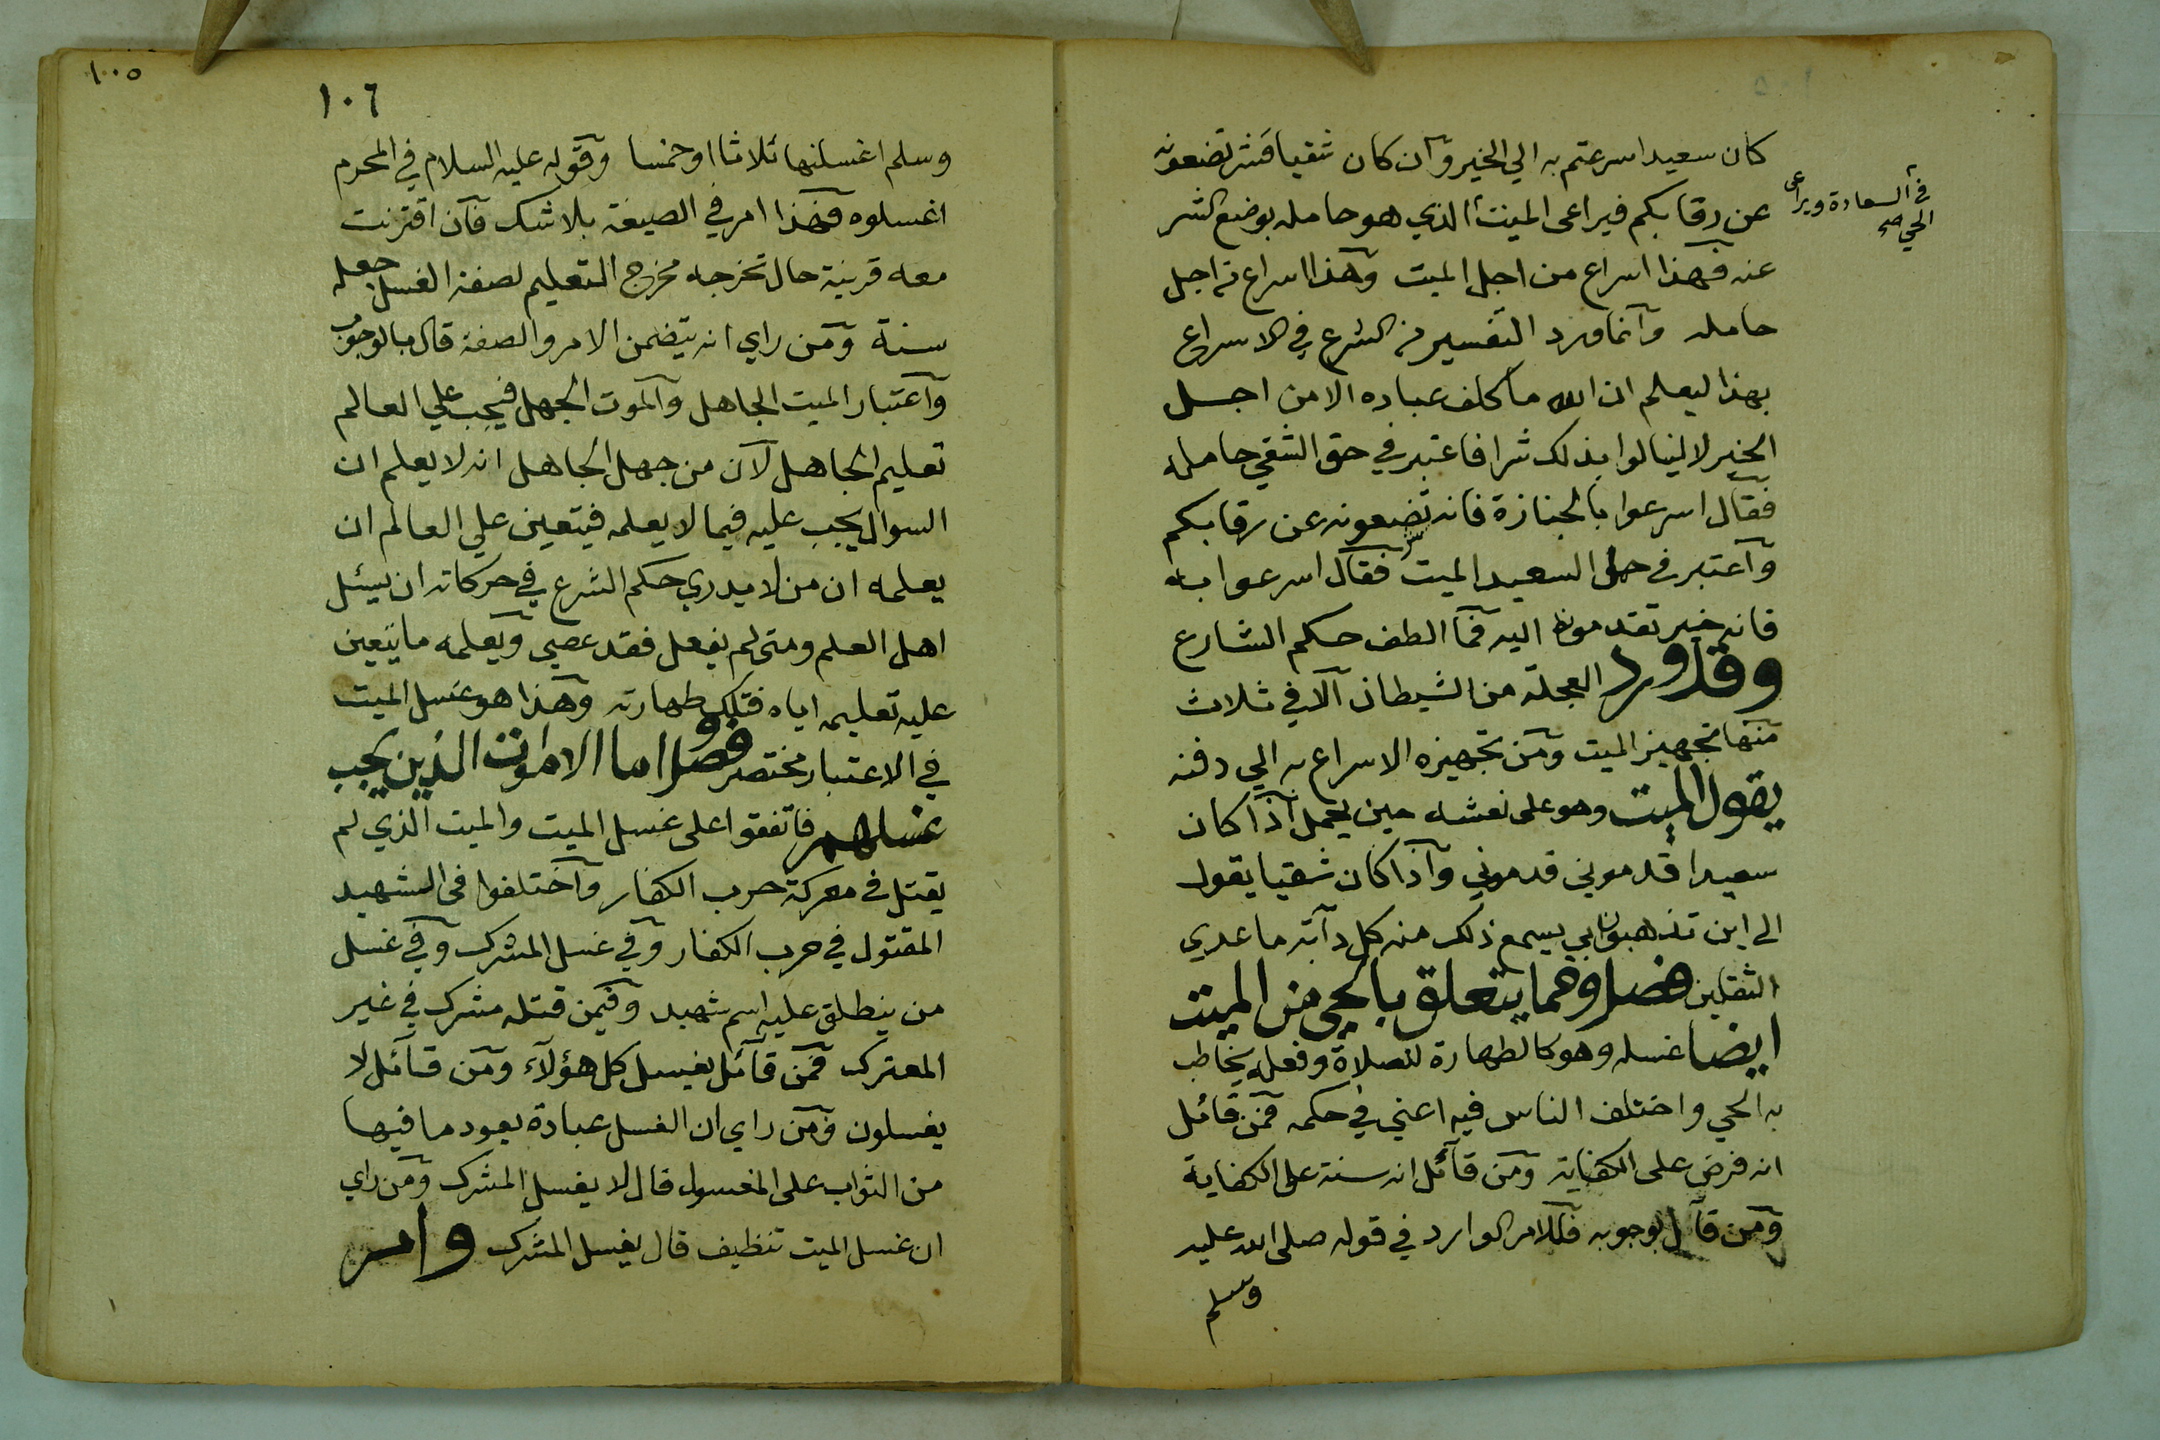 كان سعيدا اسرعتم به الي الخير وان كان شقيا فشر تضعونه
عن رقابكم فيراعى الميت الذي هو حامله بوضع الشر
في السعادة ويراعى
الحي صح
عنه فهذا اسراع من اجل الميت وهذا اسراع من اجل
حامله وانما ورد التفسير من الشرع في الاسراع
بهذا ليعلم ان الله ما كلف عباده الا من اجل
الخير لا لينالوا بذلك شرا فاعتبر في حق الشقي حامله
فقال اسرعوا بالجنازة فانه شر تضعونه عن رقابكم
واعتبر في حق السعيد الميت فقال اسرعوا به
فانه خير تقدمونه اليه فما الطف حكم الشارع
وقد ورد العجلة من الشيطان الا في ثلاث
منها تجهيز الميت ومن تجهيزه الاسراع به الي دفنه
يقول الميت وهو على نعشه حين يحمل اذا كان
سعيدا قدموني قدموني واذا كان شقيا يقول
الى اين تذهبون بي يسمع ذلك منه كل دآبة ما عدي
الثقلين فصل ومما يتعلق بالحي من الميت
ايضا غسله وهو كالطهارة للصلاة وفعله يخاطب
به الحي واختلف الناس فيه اعني في حكمه فمن قائل
انه فرض على الكفاية ومن قآئل انه سنة على الكفاية
ومن قآئل بوجوبه فللامر الوارد في قوله صلى الله عليه
وسلم
١٠٥
١٠٦
وسلم اغسلنها ثلاثا او خمسا وقوله عليه السلام في المحرم
اغسلوه فهذا امر في الصيغة بلا شك فان اقترنت
معه قرينة حال تخرجه مخرج التعليم لصفة الغسل جعله
سنة ومن راي انه يتضمن الامر والصفة قال بالوجوب
واعتبار الميت الجاهل والموت الجهل فيجب علي العالم
تعليم الجاهل لان من جهل الجاهل انه لا يعلم ان
السوال يجب عليه فيما لا يعلمه فيتعين علي العالم ان
يعلمه ان من لا يدري حكم الشرع في حركاته ان يسئل
اهل العلم ومتى لم يفعل فقد عصي ويعلمه ما يتعين
عليه تعليمه اياه فتلك طهارته وهذا هو غسل الميت
في الاعتبار مختصر فصل اما الاموات الذين يجب
غسلهم فاتفقوا على غسل الميت والميت الذي لم
يقتل في معركة حرب الكفار واختلفوا في الشهيد
المقتول في حرب الكفار وفي غسل المشرك وفي غسل
من ينطلق عليه اسم شهيد وفيمن قتله مشرك في غير
المعترك فمن قآئل يغسل كل هؤلآء ومن قآئل لا
يغسلون فمن راي ان الغسل عبادة يعود ما فيها
من الثواب على المغسول قال لا يغسل المشرك ومن راي
ان غسل الميت تنظيف قال يغسل المشرك وامر